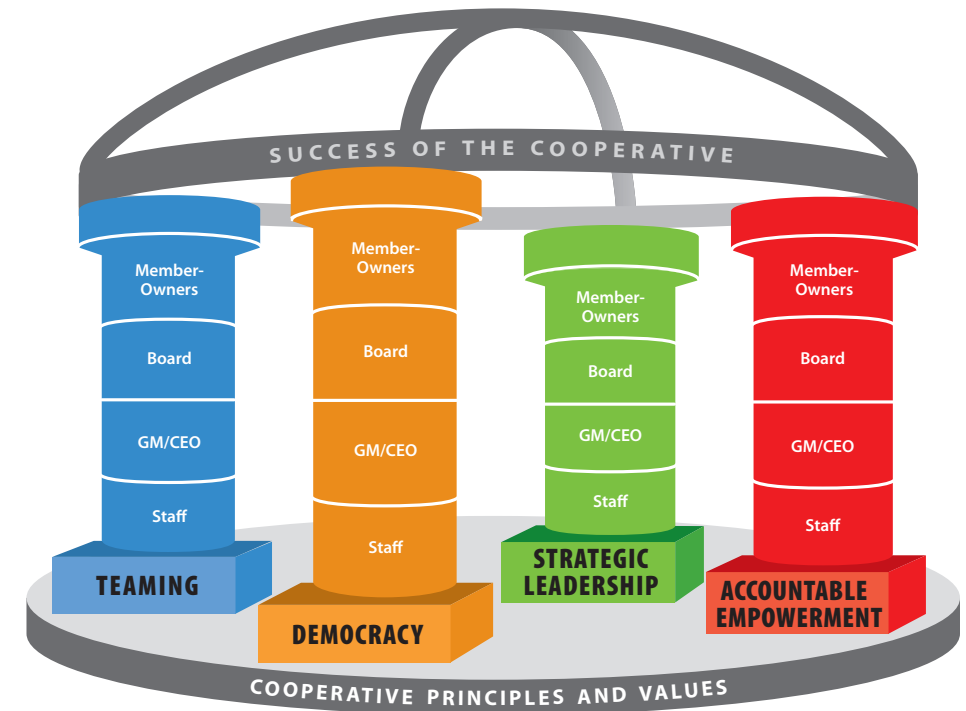 SUCCESS OF THE COOPERATIVE
Member-
Owners
Board
GM/CEO
Staff
TEAMING
Member-
Owners
Board
GM/CEO
Staff
DEMOCRACY
Member-
Owners
Board
GM/CEO
Staff
STRATEGIC
LEADERSHIP
Member-
Owners
Board
GM/CEO
Staff
ACCOUNTABLE
EMPOWERMENT
COOPERATIVE PRINCIPLES AND VALUES